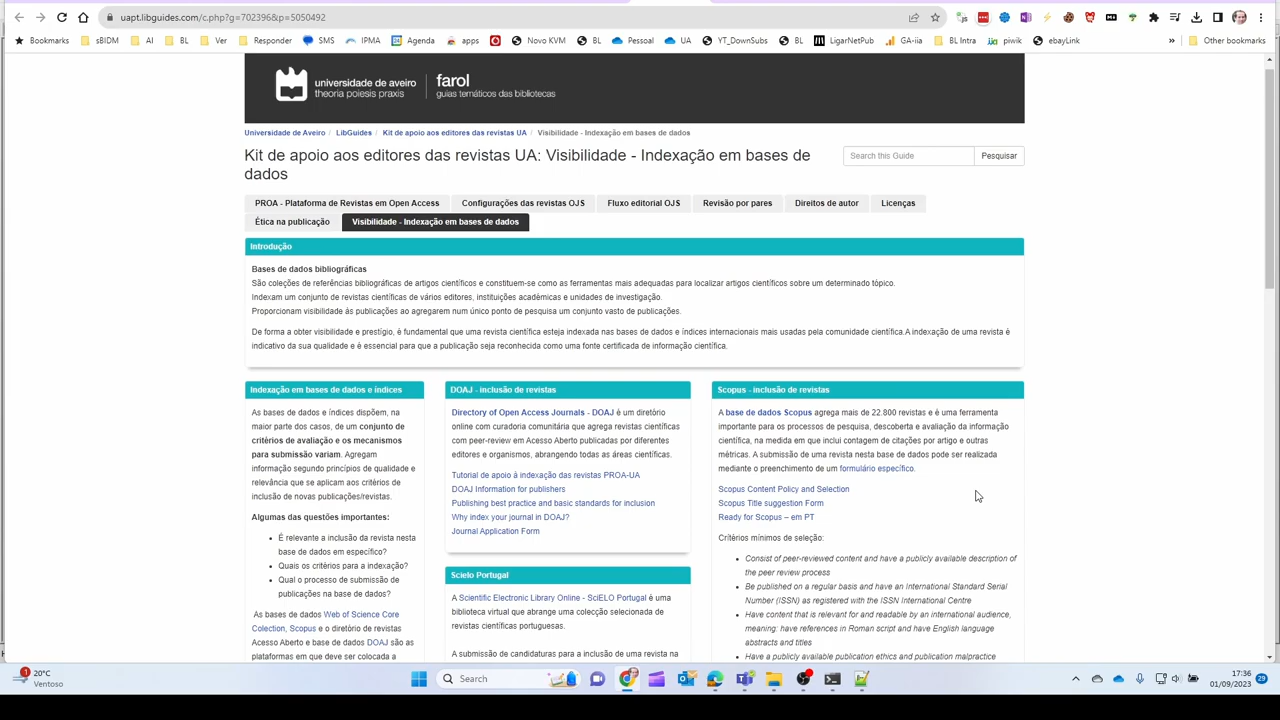 uapt.libguides.com/c.php?g=702396&p=5050492
Bookmarks sBIDM AI BL Ver Responder SMS IPMA Agenda apps Novo KVM BL Pessoal UA YT_DownSubs BL LigarNetPub GA-iia BL Intra piwik ebayLink » Other bookmarks
universidade de aveiro
theoria poiesis praxis
farol
guias temáticos das bibliotecas
Universidade de Aveiro / LibGuides / Kit de apoio aos editores das revistas UA / Visibilidade - Indexação em bases de dados
Kit de apoio aos editores das revistas UA: Visibilidade - Indexação em bases de
dados
Search this Guide Pesquisar
PROA - Plataforma de Revistas em Open Access Configurações das revistas OJS Fluxo editorial OJS Revisão por pares Direitos de autor Licenças
Ética na publicação Visibilidade - Indexação em bases de dados
Introdução
Bases de dados bibliográficas
São coleções de referências bibliográficas de artigos científicos e constituem-se como as ferramentas mais adequadas para localizar artigos científicos sobre um determinado tópico.
Indexam um conjunto de revistas científicas de vários editores, instituições académicas e unidades de investigação.
Proporcionam visibilidade ás publicações ao agregarem num único ponto de pesquisa um conjunto vasto de publicações.
De forma a obter visibilidade e prestígio, é fundamental que uma revista científica esteja indexada nas bases de dados e índices internacionais mais usadas pela comunidade científica.A indexação de uma revista é
indicativo da sua qualidade e é essencial para que a publicação seja reconhecida como uma fonte certificada de informação científica.
Indexação em bases de dados e índices
As bases de dados e índices dispõem, na
maior parte dos casos, de um conjunto de
critérios de avaliação e os mecanismos
para submissão variam. Agregam
informação segundo princípios de qualidade e
relevância que se aplicam aos critérios de
inclusão de novas publicações/revistas.
Algumas das questões importantes:
• É relevante a inclusão da revista nesta
base de dados em específico?
• Quais os critérios para a indexação?
• Qual o processo de submissão de
publicações na base de dados?
As bases de dados Web of Science Core
Colection, Scopus e o diretório de revistas
Acesso Aberto e base de dados DOAJ são as
plataformas em que deve ser colocada a
DOAJ - inclusão de revistas
Directory of Open Access Journals - DOAJ é um diretório
online com curadoria comunitária que agrega revistas científicas
com peer-review em Acesso Aberto publicadas por diferentes
editores e organismos, abrangendo todas as áreas científicas.
Tutorial de apoio à indexação das revistas PROA-UA
DOAJ Information for publishers
Publishing best practice and basic standards for inclusion
Why index your journal in DOAJ?
Journal Application Form
Scielo Portugal
A Scientific Electronic Library Online - SciELO Portugal é uma
biblioteca virtual que abrange uma colecção selecionada de
revistas científicas portuguesas.
A submissão de candidaturas para a inclusão de uma revista na
Scopus - inclusão de revistas
A base de dados Scopus agrega mais de 22.800 revistas e é uma ferramenta
importante para os processos de pesquisa, descoberta e avaliação da informação
científica, na medida em que inclui contagem de citações por artigo e outras
métricas. A submissão de uma revista nesta base de dados pode ser realizada
mediante o preenchimento de um formulário específico.
Scopus Content Policy and Selection
Scopus Title suggestion Form
Ready for Scopus – em PT
Critérios mínimos de seleção:
• Consist of peer-reviewed content and have a publicly available description of
the peer review process
• Be published on a regular basis and have an International Standard Serial
Number (ISSN) as registered with the ISSN International Centre
• Have content that is relevant for and readable by an international audience,
meaning: have references in Roman script and have English language
abstracts and titles
• Have a publicly available publication ethics and publication malpractice
1
20°C
Ventoso
Search
17:36
01/09/2023
29